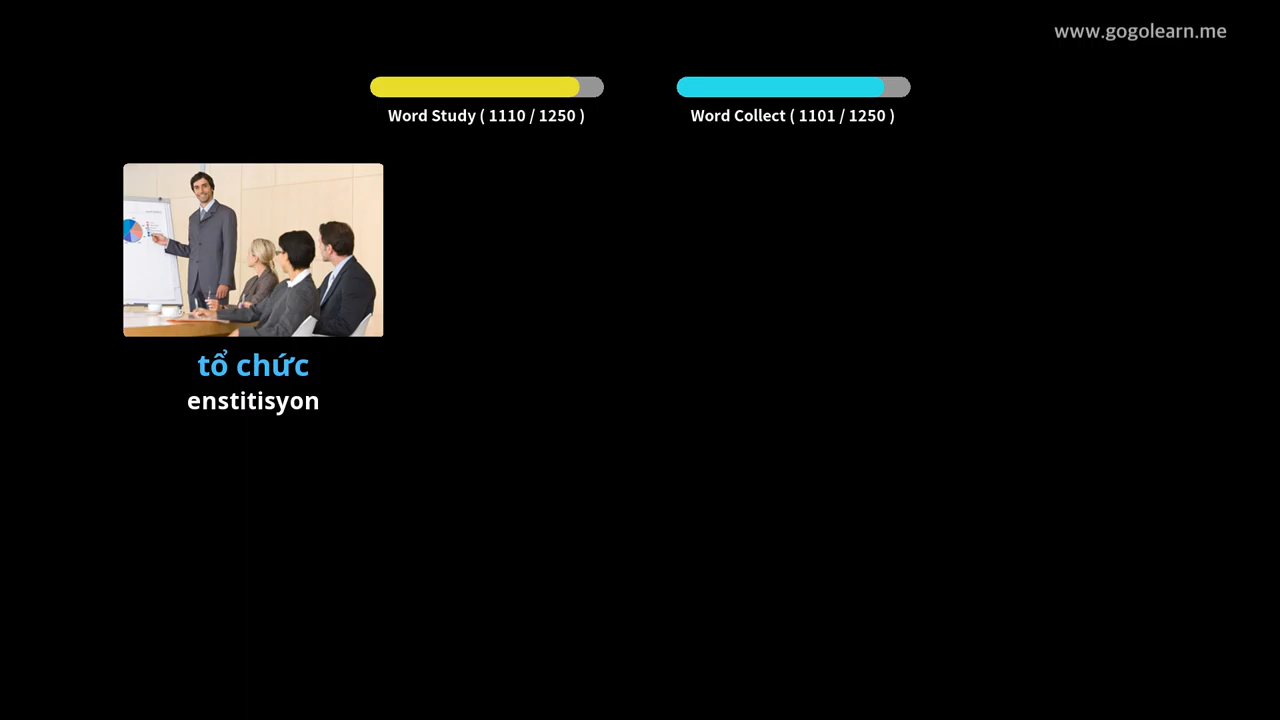 www.gogolearn.me
Word Study ( 1110 / 1250 )
Word Collect ( 1101 / 1250 )
tổ chức
enstitisyon